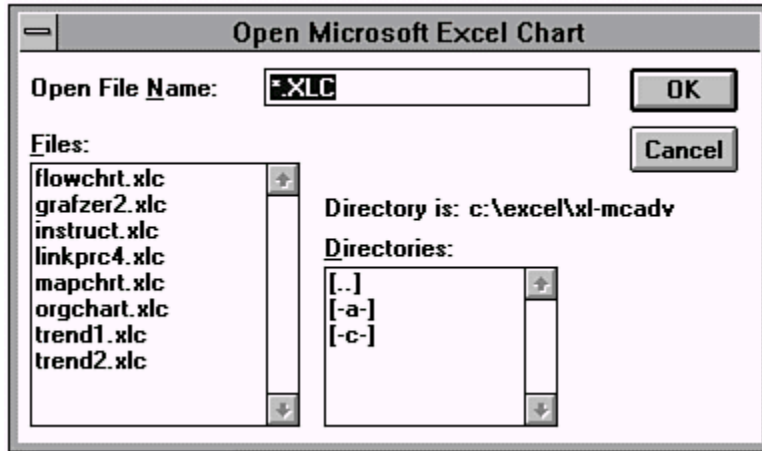 Open Microsoft Excel Chart
Open File Name:
*.XLC
OK
Cancel
Files:
flowchrt.xlc
grafzer2.xlc
instruct.xlc
linkprc4.xlc
mapchrt.xlc
orgchart.xlc
trend1.xlc
trend2.xlc
Directory is: c:\excel\xl-mcadv
Directories:
[..]
[-a-]
[-c-]